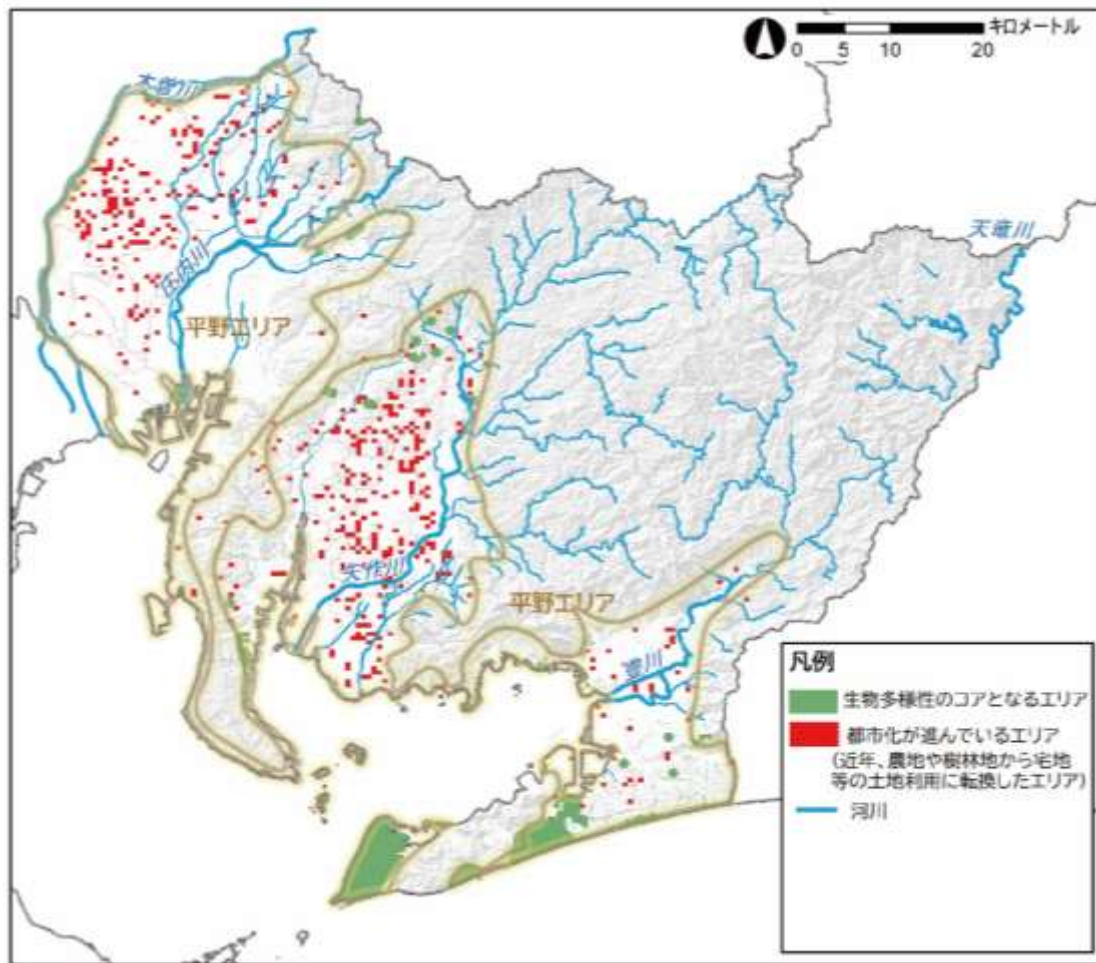 キロメートル
0 5 10 20
木曽川
天竜川
庄内川
平野エリア
矢作川
平野エリア
豊川
凡例
生物多様性のコアとなるエリア
都市化が進んでいるエリア
(近年、農地や樹林地から宅地
等の土地利用に転換したエリア)
河川